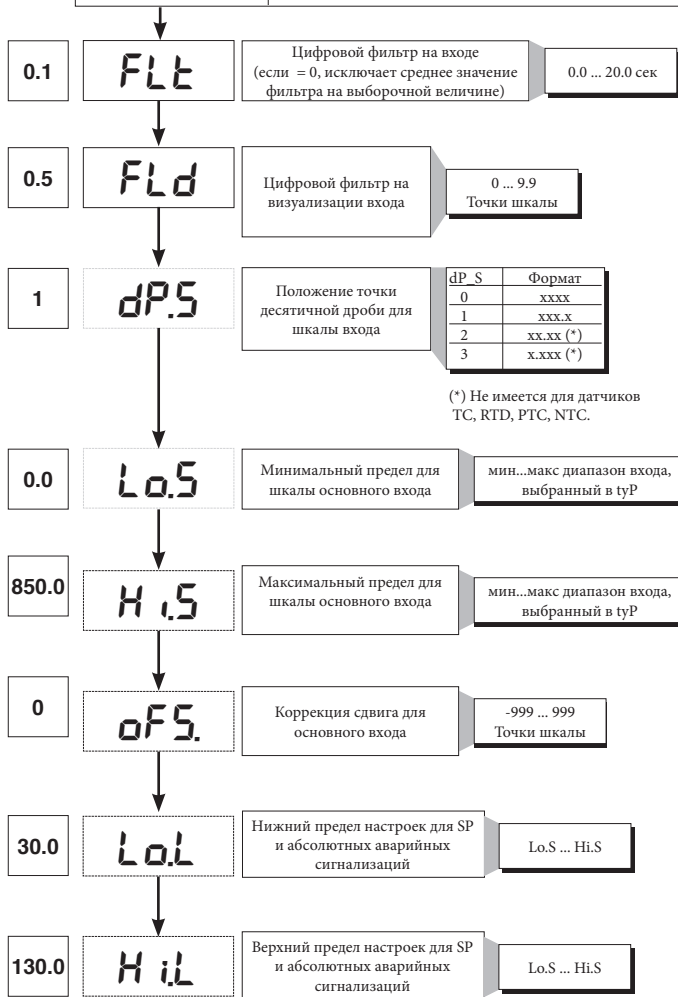 0.1
FLt
Цифровой фильтр на входе
(если = 0, исключает среднее значение
фильтра на выборочной величине)
0.0 ... 20.0 сек
0.5
FLd
Цифровой фильтр на
визуализации входа
0 ... 9.9
Точки шкалы
1
dP.S
Положение точки
десятичной дроби для
шкалы входа
dP_S Формат
0 xxxx
1 xxx.x
2 xx.xx (*)
3 x.xxx (*)
(*) Не имеется для датчиков
TC, RTD, PTC, NTC.
0.0
Lo.S
Минимальный предел для
шкалы основного входа
мин...макс диапазон входа,
выбранный в tyP
850.0
Hi.S
Максимальный предел для
шкалы основного входа
мин...макс диапазон входа,
выбранный в tyP
0
oFS.
Коррекция сдвига для
основного входа
-999 ... 999
Точки шкалы
30.0
Lo.L
Нижний предел настроек для SP
и абсолютных аварийных
сигнализаций
Lo.S ... Hi.S
130.0
Hi.L
Верхний предел настроек для SP
и абсолютных аварийных
сигнализаций
Lo.S ... Hi.S